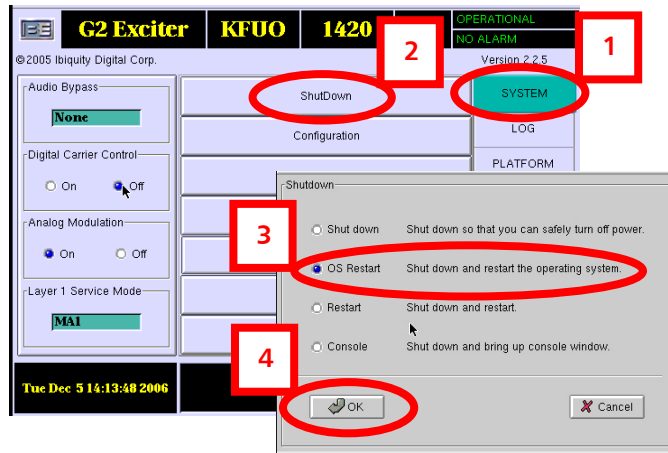 G2 Exciter KFUO 1420
OPERATIONAL
NO ALARM
©2005 Ibiquity Digital Corp.
Version 2.2.5
2
1
Audio Bypass
None
Digital Carrier Control
On Off
Analog Modulation
On Off
Layer 1 Service Mode
MA1
Tue Dec 5 14:13:48 2006
ShutDown
Configuration
SYSTEM
LOG
PLATFORM
Shutdown
3
Shut down Shut down so that you can safely turn off power.
OS Restart Shut down and restart the operating system.
Restart Shut down and restart.
Console Shut down and bring up console window.
4
OK
Cancel